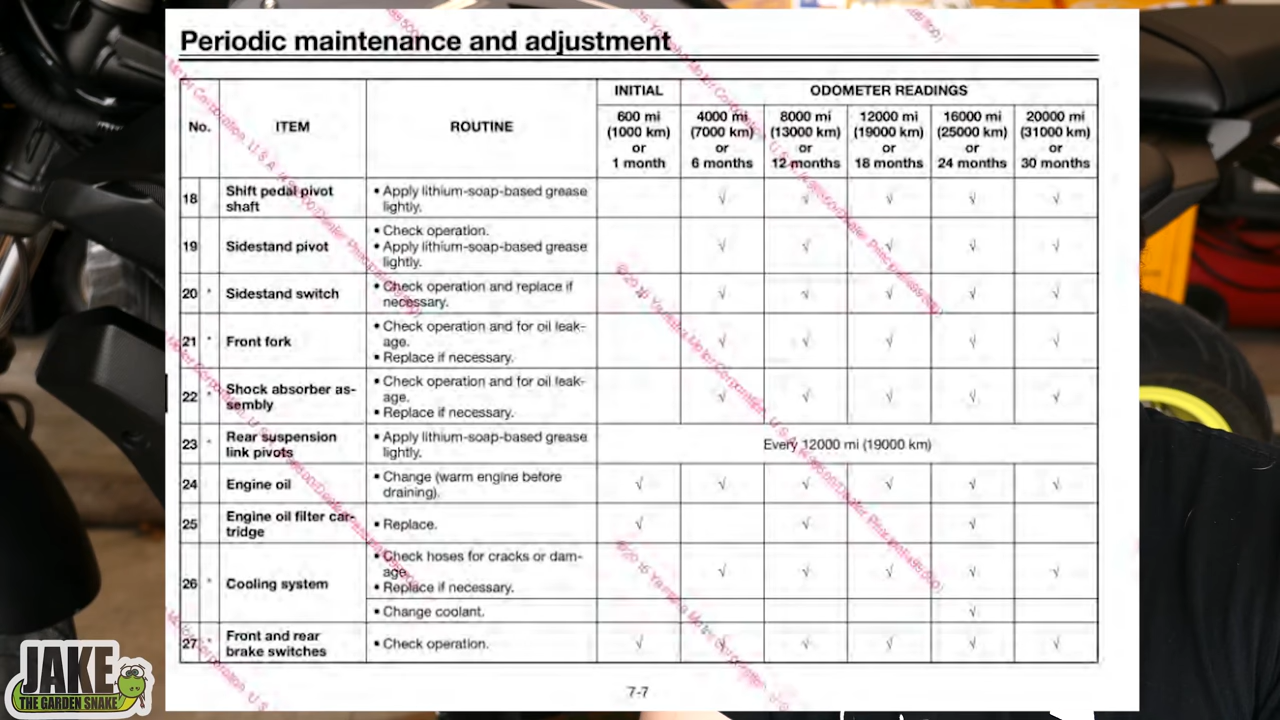 Periodic maintenance and adjustment
INITIAL
ODOMETER READINGS
No.
ITEM
ROUTINE
600 mi
(1000 km)
or
1 month
4000 mi
(7000 km)
or
6 months
8000 mi
(13000 km)
or
12 months
12000 mi
(19000 km)
or
18 months
16000 mi
(25000 km)
or
24 months
20000 mi
(31000 km)
or
30 months
18 Shift pedal pivot
shaft
• Apply lithium-soap-based grease
lightly.
√ √ √ √ √
19 Sidestand pivot
• Check operation.
• Apply lithium-soap-based grease
lightly.
√ √ √ √ √
20 * Sidestand switch
• Check operation and replace if
necessary.
√ √ √ √ √ √
21 * Front fork
• Check operation and for oil leak-
age.
• Replace if necessary.
√ √ √ √ √
22 * Shock absorber as-
sembly
• Check operation and for oil leak-
age.
• Replace if necessary.
√ √ √ √ √
23 * Rear suspension
link pivots
• Apply lithium-soap-based grease
lightly.
Every 12000 mi (19000 km)
24 Engine oil
• Change (warm engine before
draining).
√ √ √ √ √ √
25 Engine oil filter car-
tridge
• Replace.
√ √ √
26 * Cooling system
• Check hoses for cracks or dam-
age.
• Replace if necessary.
√ √ √ √ √
• Change coolant.
√
27 * Front and rear
brake switches
• Check operation.
√ √ √ √ √ √
7-7
JAKE
THE GARDEN SNAKE